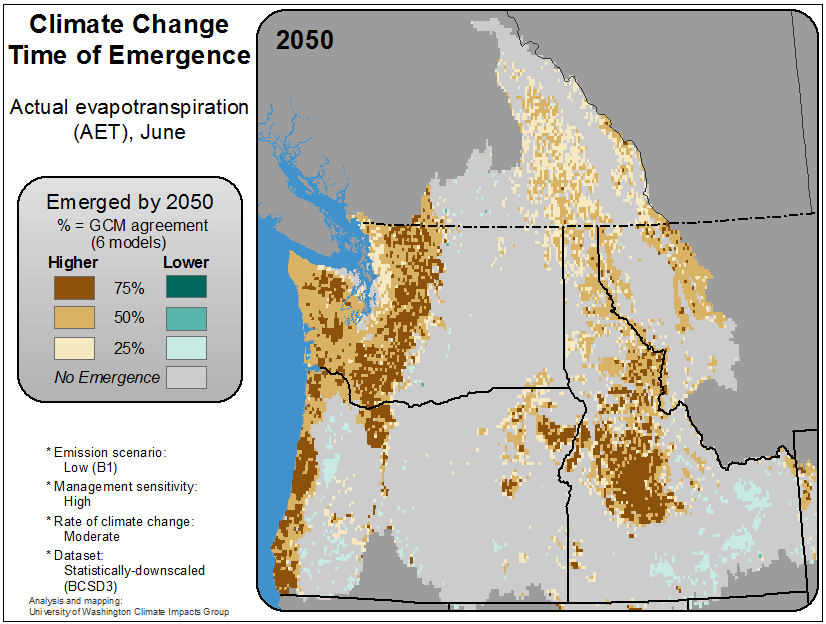 Climate Change
Time of Emergence
Actual evapotranspiration
(AET), June
Emerged by 2050
% = GCM agreement
(6 models)
Higher Lower
75%
50%
25%
No Emergence
* Emission scenario:
Low (B1)
* Management sensitivity:
High
* Rate of climate change:
Moderate
* Dataset:
Statistically-downscaled
(BCSD3)
Analysis and mapping:
University of Washington Climate Impacts Group
2050